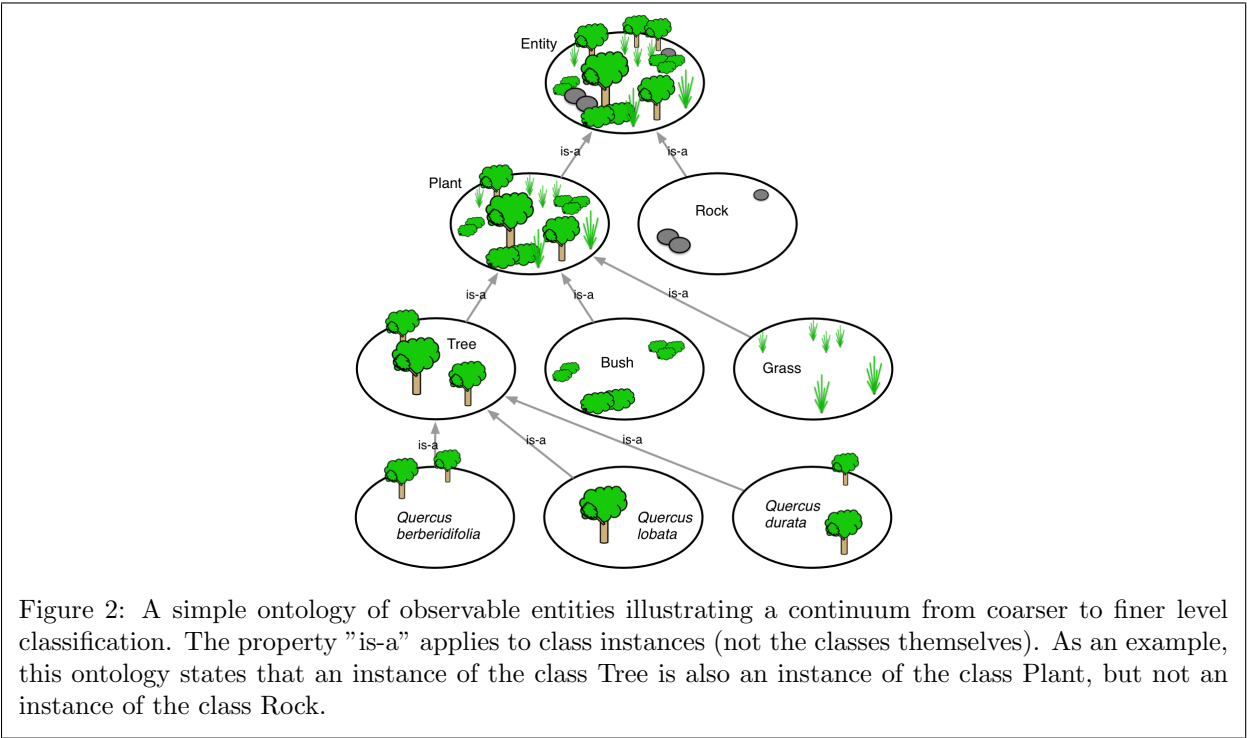 Entity
is-a
is-a
Plant
Rock
is-a
is-a
is-a
Tree
Bush
Grass
is-a
is-a
is-a
Quercus
berberidifolia
Quercus
lobata
Quercus
durata
Figure 2: A simple ontology of observable entities illustrating a continuum from coarser to finer level
classification. The property ”is-a” applies to class instances (not the classes themselves). As an example,
this ontology states that an instance of the class Tree is also an instance of the class Plant, but not an
instance of the class Rock.